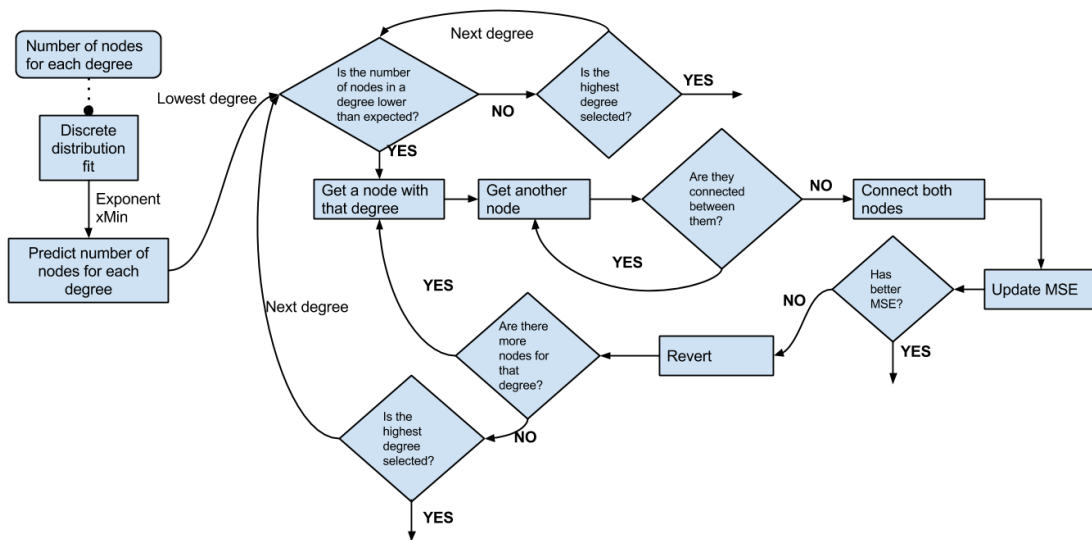 Number of nodes
for each degree
Discrete
distribution
fit
Exponent
xMin
Predict number of
nodes for each
degree
Lowest degree
Next degree
Is the number
of nodes in a
degree lower
than expected?
NO
YES
Is the
highest
degree
selected?
YES
Get a node with
that degree
Get another
node
Are they
connected
between
them?
YES
NO
Connect both
nodes
Update MSE
Has
better
MSE?
NO
YES
Revert
Are there
more
nodes for
that
degree?
YES
NO
Is the
highest
degree
selected?
Next degree
YES